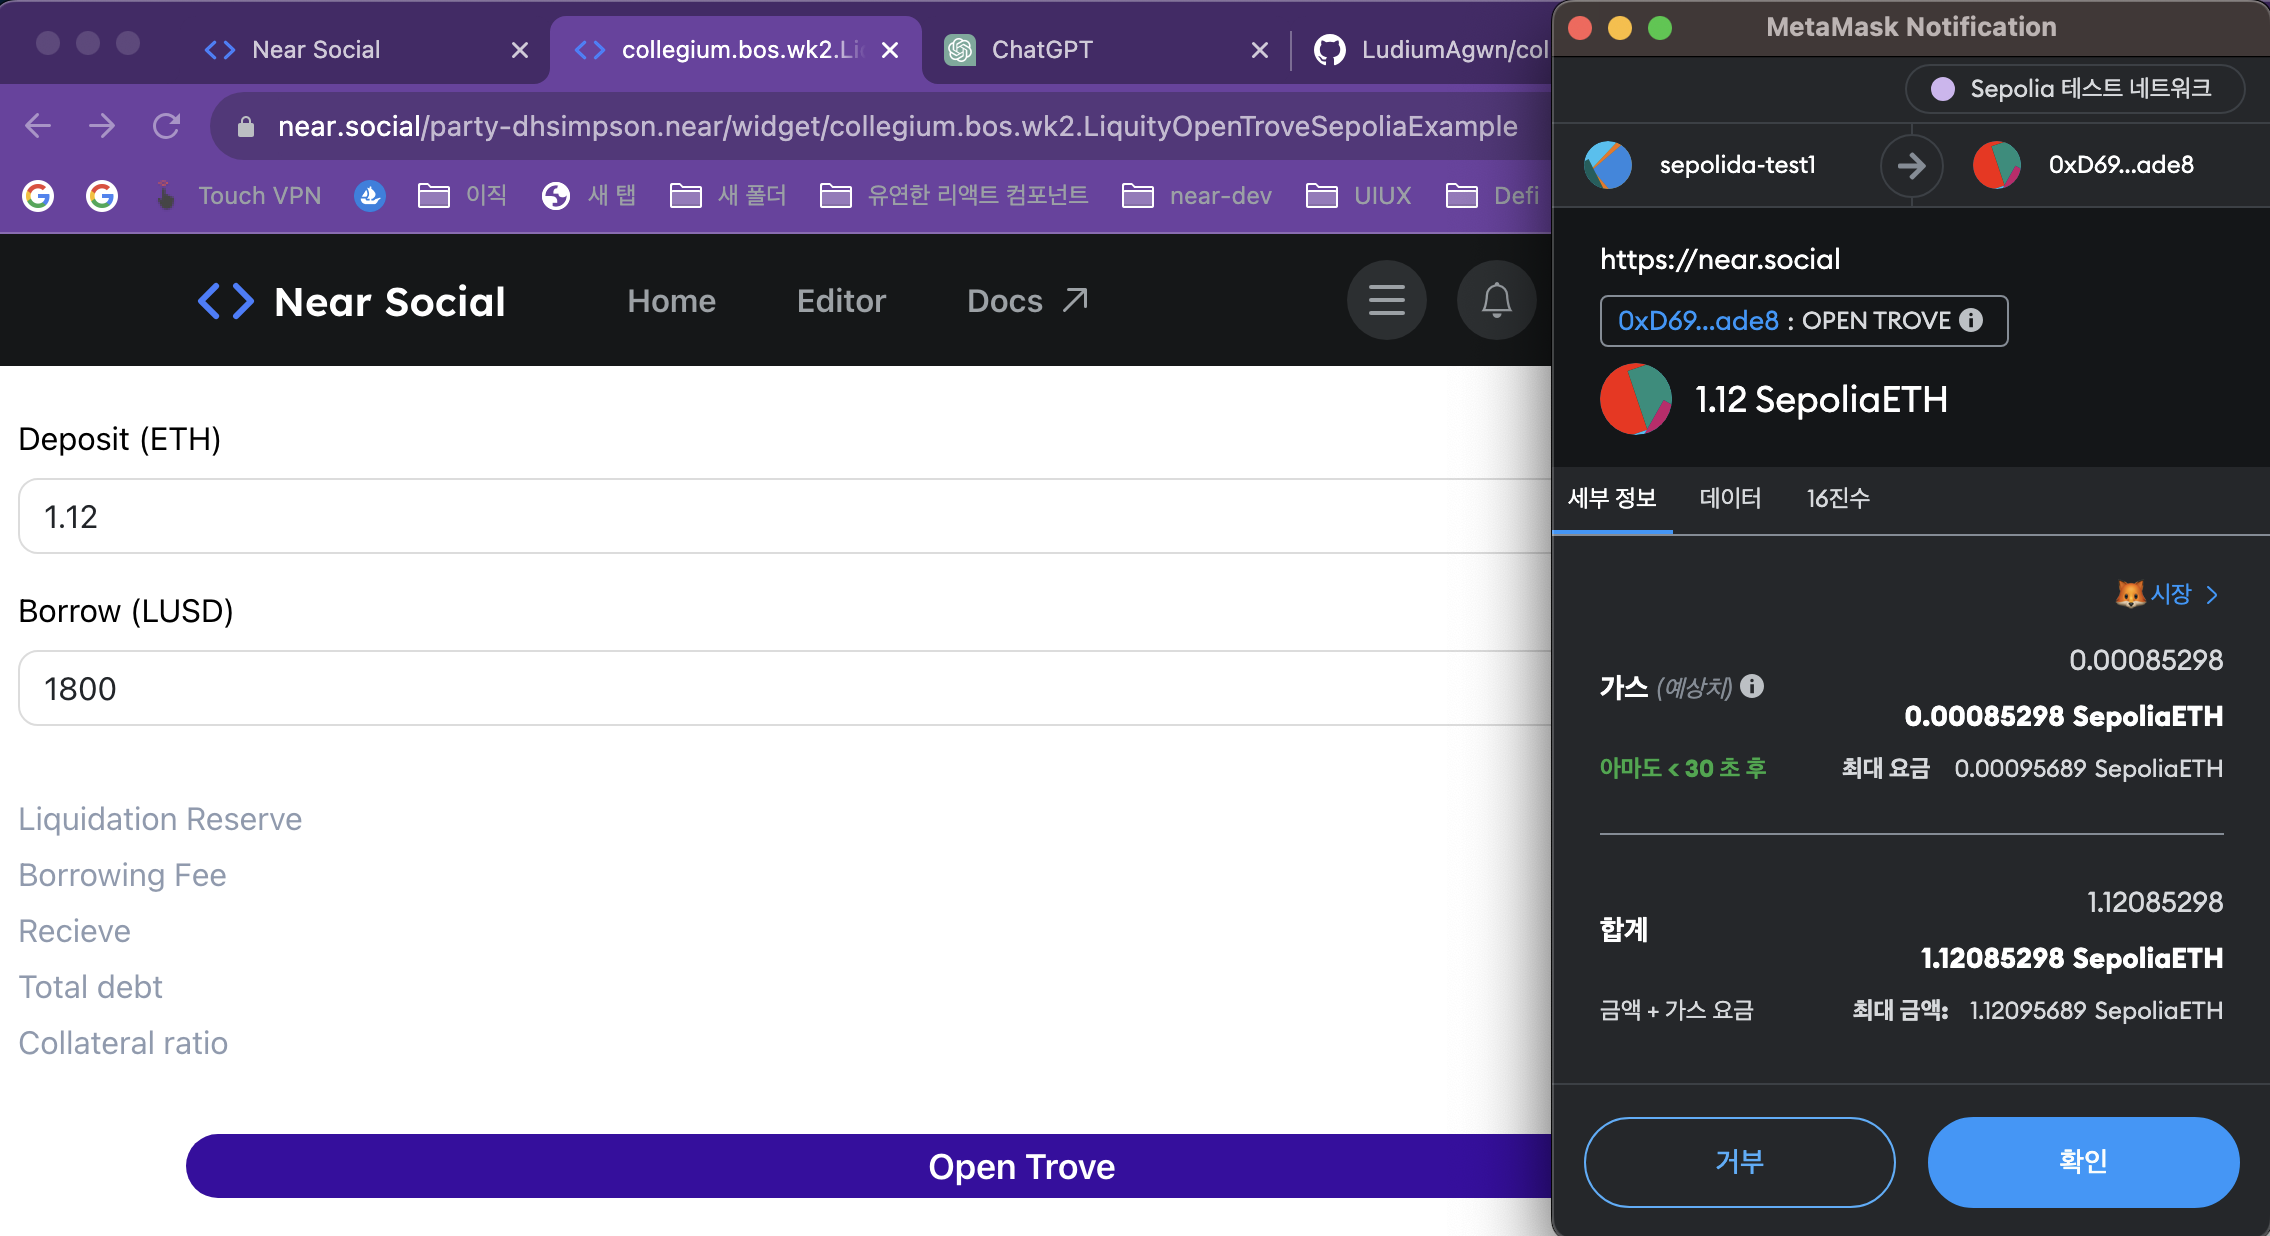 Near Social
collegium.bos.wk2.Li
ChatGPT
LudiumAgwn/col
near.social/party-dhsimpson.near/widget/collegium.bos.wk2.LiquityOpenTroveSepoliaExample
Touch VPN
이직
새 탭
새 폴더
유연한 리액트 컴포넌트
near-dev
UIUX
Defi
Near Social
Home
Editor
Docs
Deposit (ETH)
1.12
Borrow (LUSD)
1800
Liquidation Reserve
Borrowing Fee
Recieve
Total debt
Collateral ratio
Open Trove
MetaMask Notification
Sepolia 테스트 네트워크
sepolida-test1
0xD69...ade8
https://near.social
0xD69...ade8 : OPEN TROVE
1.12 SepoliaETH
세부 정보
데이터
16진수
시장
0.00085298
가스 (예상치)
0.00085298 SepoliaETH
아마도 < 30 초 후
최대 요금 0.00095689 SepoliaETH
1.12085298
합계
1.12085298 SepoliaETH
금액 + 가스 요금
최대 금액: 1.12095689 SepoliaETH
거부
확인